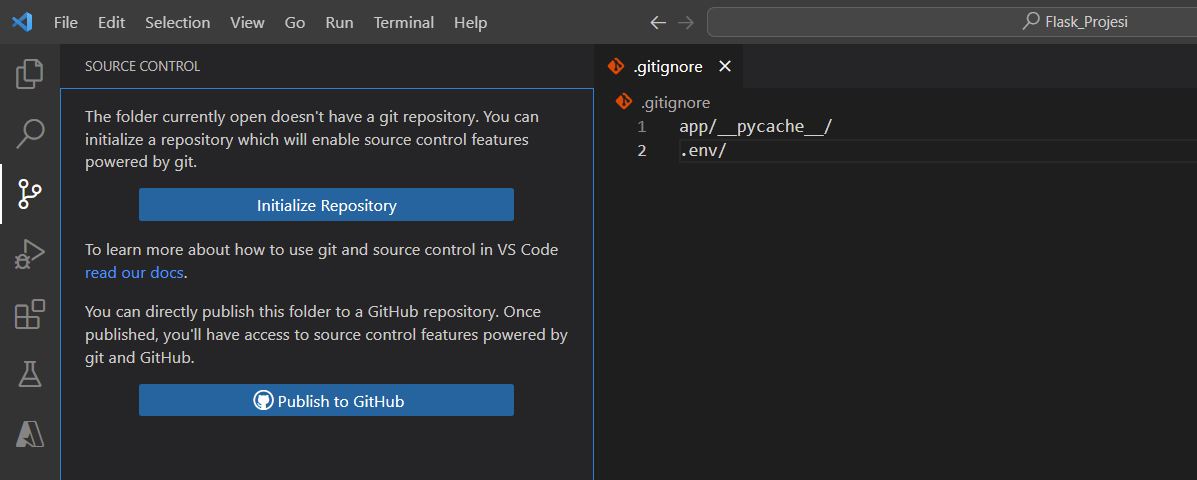 File Edit Selection View Go Run Terminal Help
Flask_Projesi
SOURCE CONTROL
The folder currently open doesn't have a git repository. You can
initialize a repository which will enable source control features
powered by git.
Initialize Repository
To learn more about how to use git and source control in VS Code
read our docs.
You can directly publish this folder to a GitHub repository. Once
published, you'll have access to source control features powered by
git and GitHub.
Publish to GitHub
.gitignore
.gitignore
1 app/__pycache__/
2 .env/